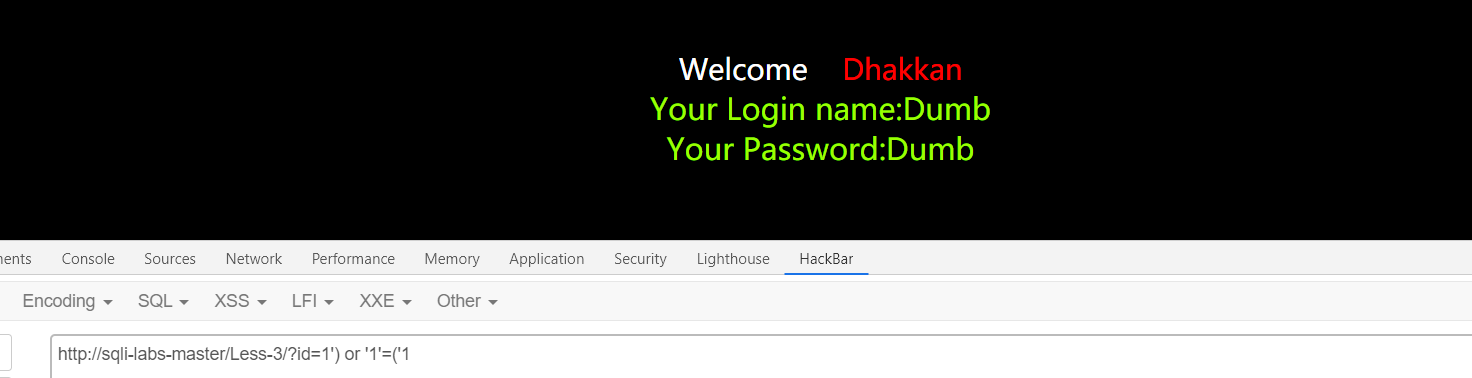 Welcome Dhakkan
Your Login name:Dumb
Your Password:Dumb
ents Console Sources Network Performance Memory Application Security Lighthouse HackBar
Encoding SQL XSS LFI XXE Other
http://sqli-labs-master/Less-3/?id=1') or '1'=('1